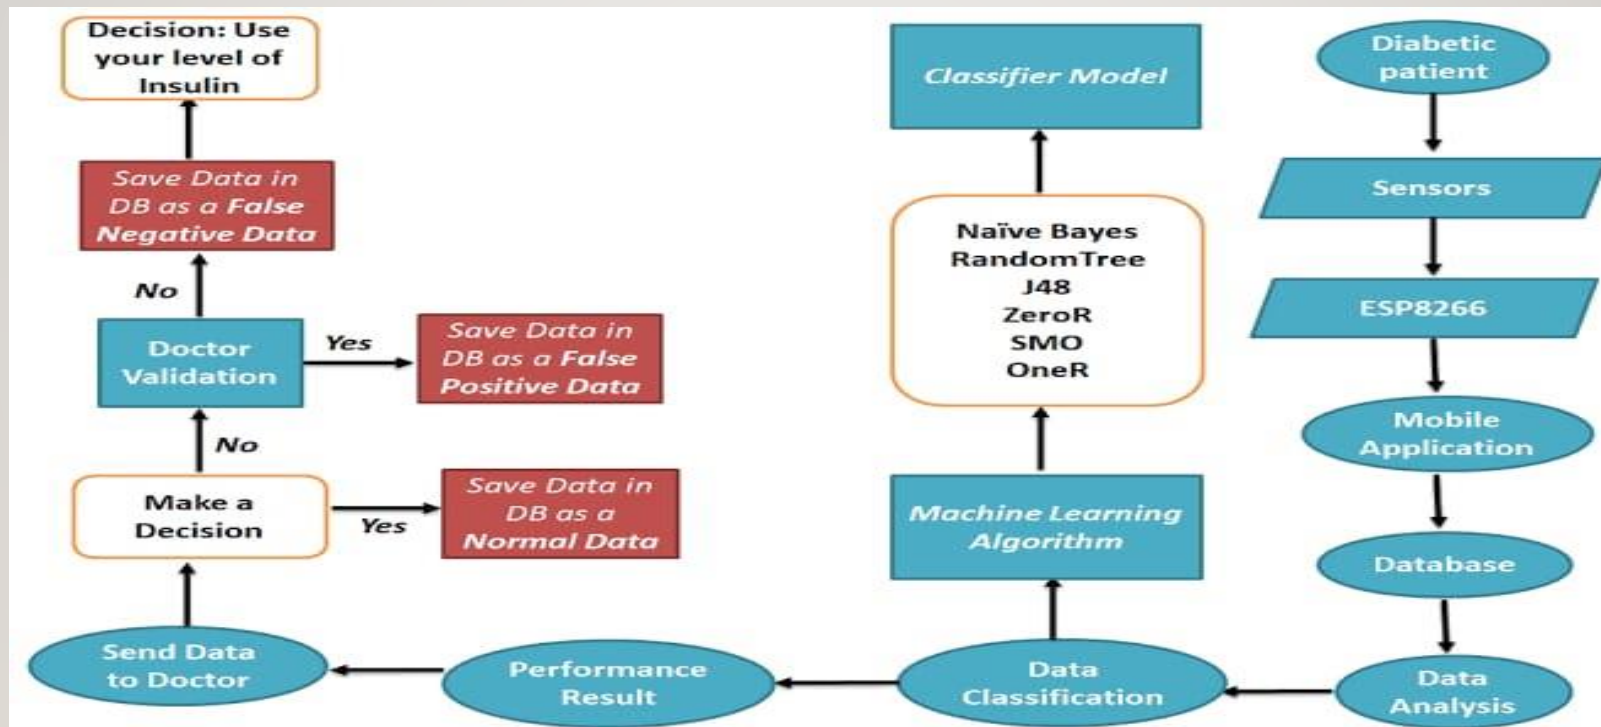 Decision: Use
your level of
Insulin
Save Data in
DB as a False
Negative Data
No
Doctor
Validation
Yes
Save Data in
DB as a False
Positive Data
No
Make a
Decision
Yes
Save Data in
DB as a
Normal Data
Send Data
to Doctor
Performance
Result
Classifier Model
Naïve Bayes
RandomTree
J48
ZeroR
SMO
OneR
Machine Learning
Algorithm
Data
Classification
Diabetic
patient
Sensors
ESP8266
Mobile
Application
Database
Data
Analysis